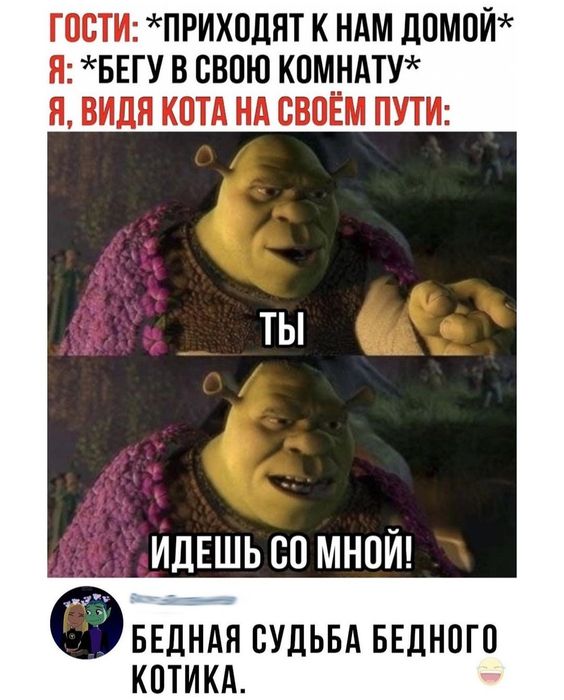 ГОСТИ: *ПРИХОДЯТ К НАМ ДОМОЙ*
Я: *БЕГУ В СВОЮ КОМНАТУ*
Я, ВИДЯ КОТА НА СВОЁМ ПУТИ:
ТЫ
ИДЕШЬ СО МНОЙ!
БЕДНАЯ СУДЬБА БЕДНОГО
КОТИКА.